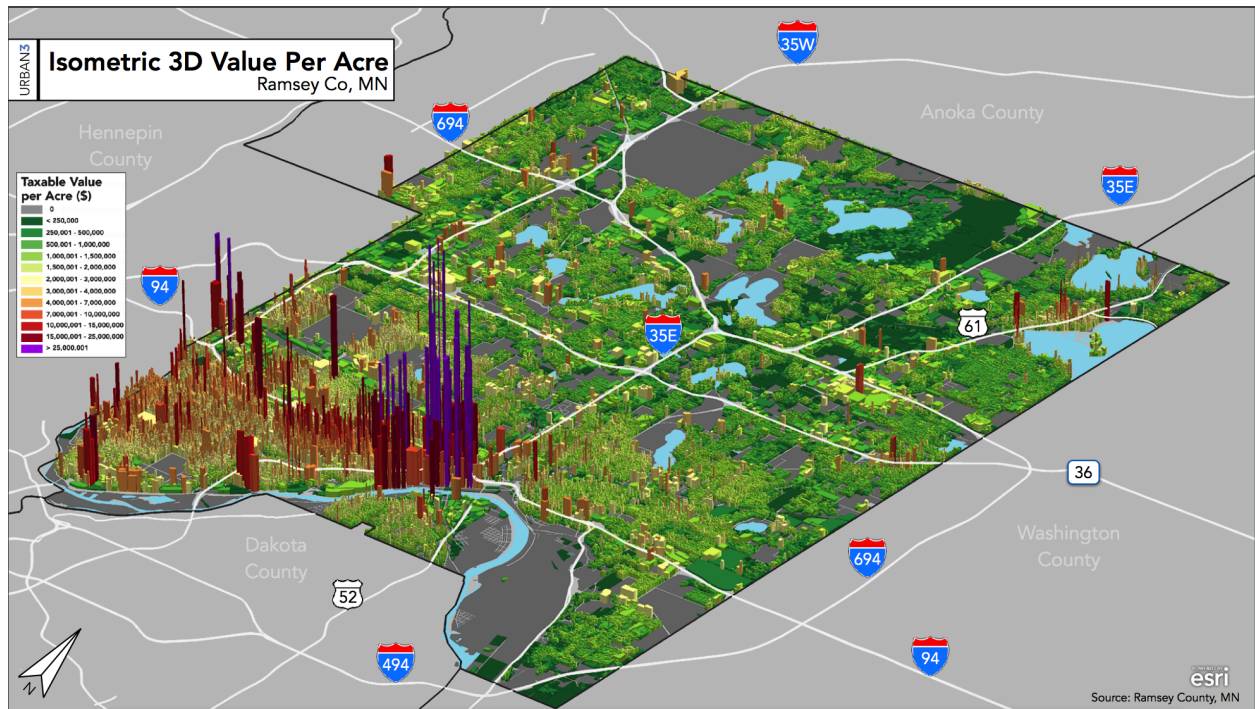 URBAN3
Isometric 3D Value Per Acre
Ramsey Co, MN
35W
694
Anoka County
Hennepin
County
35E
Taxable Value
per Acre ($)
0
< 250,000
250,001 - 500,000
500,001 - 1,000,000
1,000,001 - 1,500,000
1,500,001 - 2,000,000
2,000,001 - 3,000,000
3,000,001 - 4,000,000
4,000,001 - 7,000,000
7,000,001 - 10,000,000
10,000,001 - 15,000,000
15,000,001 - 25,000,000
> 25,000,001
94
61
35E
36
Washington
County
Dakota
County
694
52
494
94
N
POWERED BY
esri
Source: Ramsey County, MN